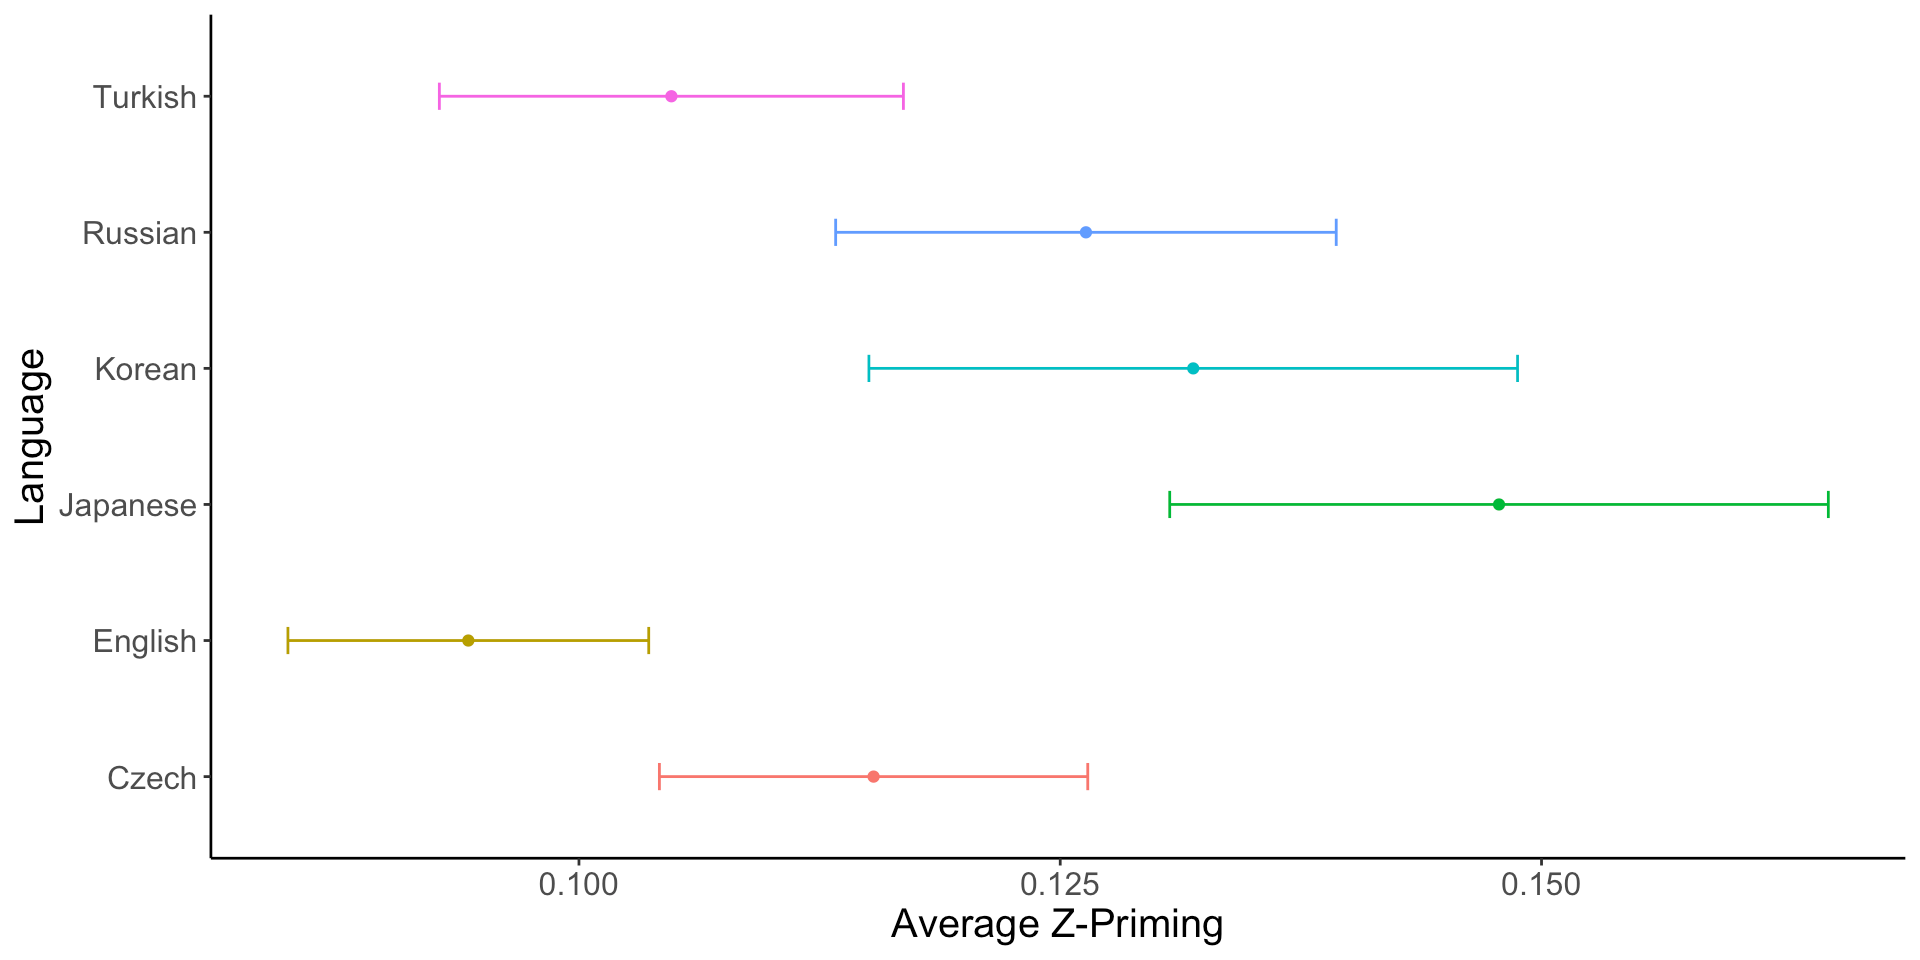 Language
Turkish
Russian
Korean
Japanese
English
Czech
0.100 0.125 0.150
Average Z-Priming